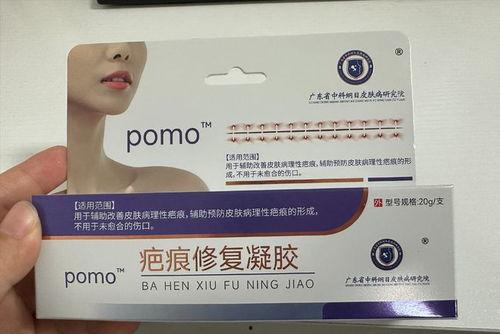 ®
广东省中科纲目皮肤病研究院
pomo™
【适用范围】
用于辅助改善皮肤病理性疤痕，辅助预防皮肤病理性疤痕的形
成，不用于未愈合的伤口。
【适用范围】
用于辅助改善皮肤病理性疤痕，辅助预防皮肤病理性疤痕的形成，
不用于未愈合的伤口。
外 型号规格:20g/支
®
pomo™ 疤痕修复凝胶
BA HEN XIU FU NING JIAO
广东省中科纲目皮肤病研究院